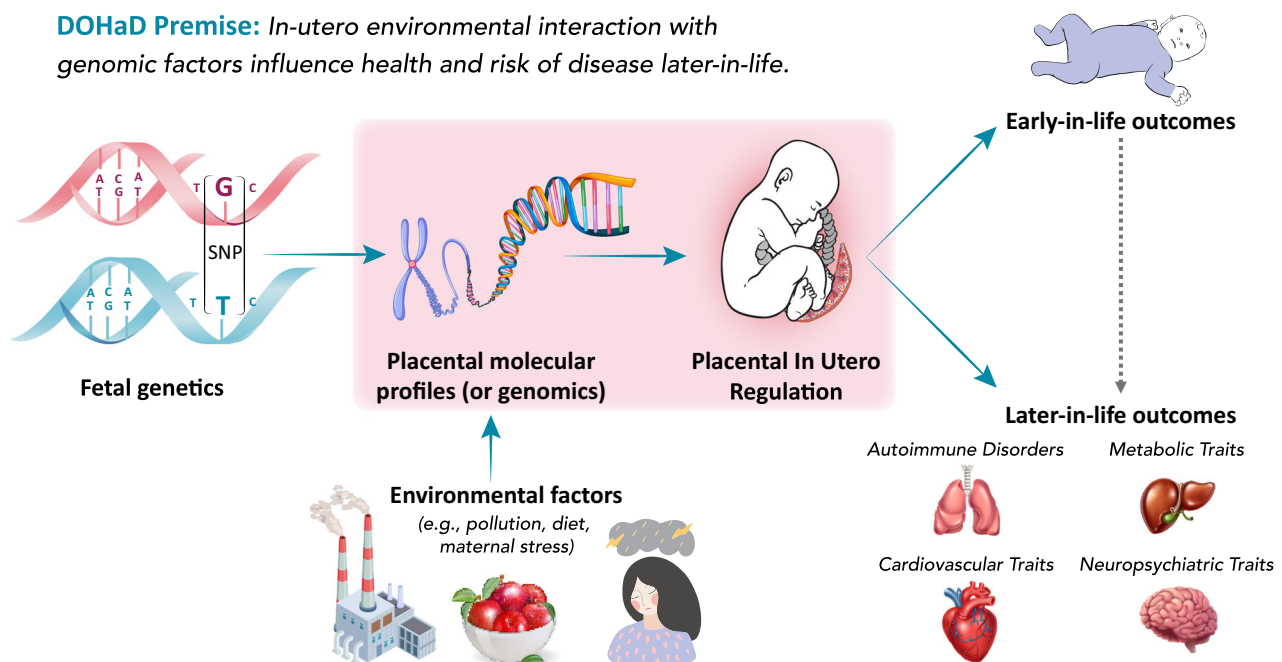 DOHaD Premise: In-utero environmental interaction with
genomic factors influence health and risk of disease later-in-life.
Early-in-life outcomes
A C A
T G T
T G C
SNP
A C A
T G T
T T C
Fetal genetics
Placental molecular
profiles (or genomics)
Placental In Utero
Regulation
Later-in-life outcomes
Autoimmune Disorders
Metabolic Traits
Cardiovascular Traits
Neuropsychiatric Traits
Environmental factors
(e.g., pollution, diet,
maternal stress)